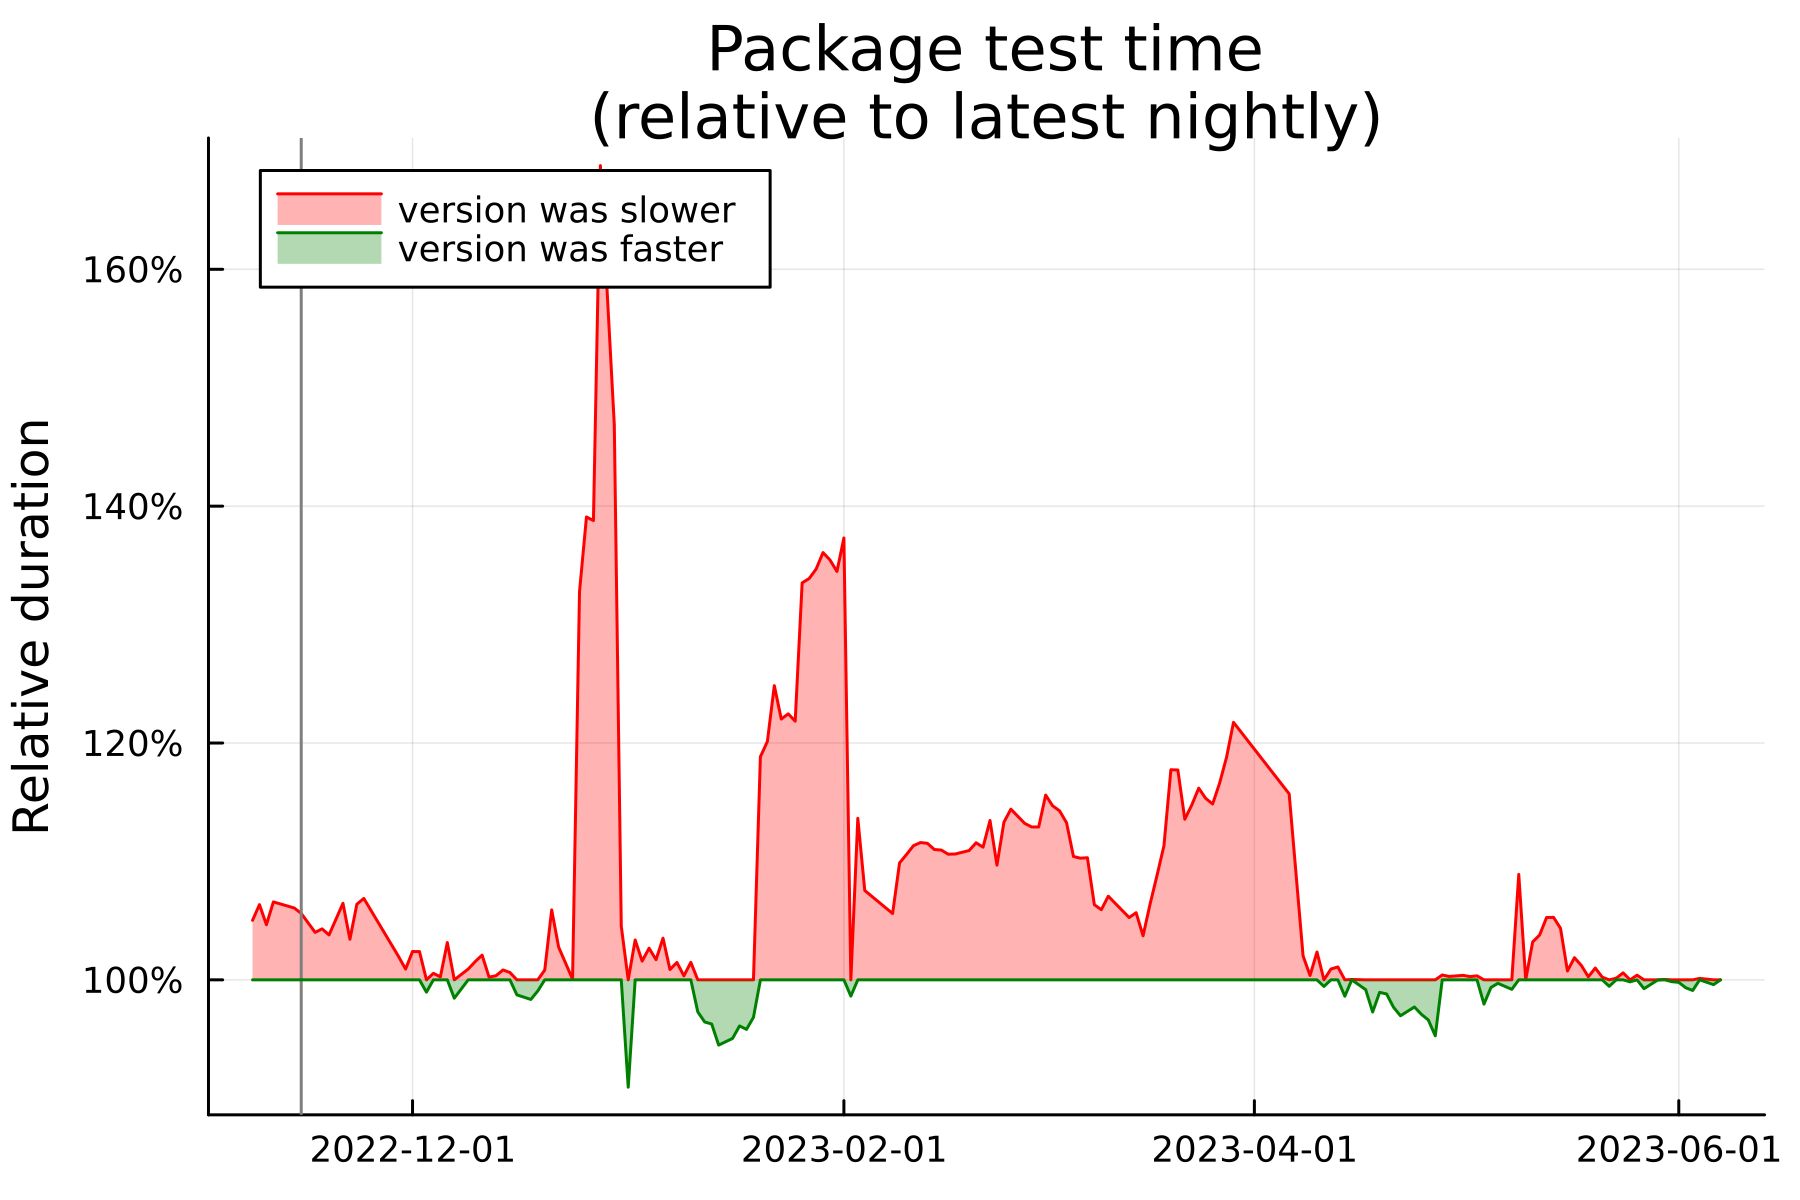 Package test time
(relative to latest nightly)
version was slower
version was faster
160%
140%
120%
100%
Relative duration
2022-12-01
2023-02-01
2023-04-01
2023-06-01